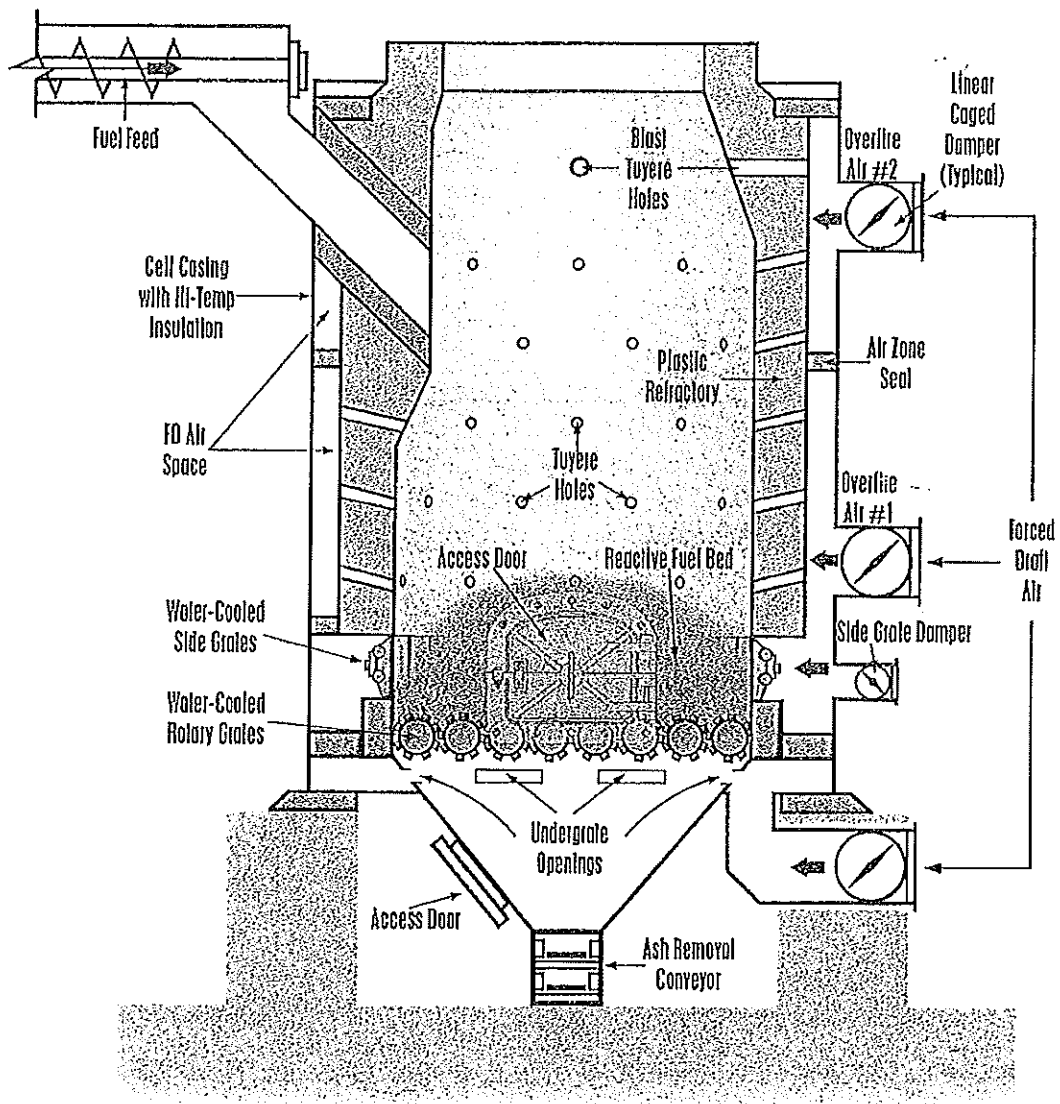 Fuel Feed
Blast
Tuyere
Holes
Overfire
Air #2
Linear
Caged
Damper
(Typical)
Cell Casing
with Hi-Temp
Insulation
Plastic
Refractory
Air Zone
Seal
FD Air
Space
Tuyere
Holes
Overfire
Air #1
Forced
Draft
Air
Access Door
Reactive Fuel Bed
Water-Cooled
Side Grates
Side Grate Damper
Water-Cooled
Rotary Grates
Undergrate
Openings
Access Door
Ash Removal
Conveyor